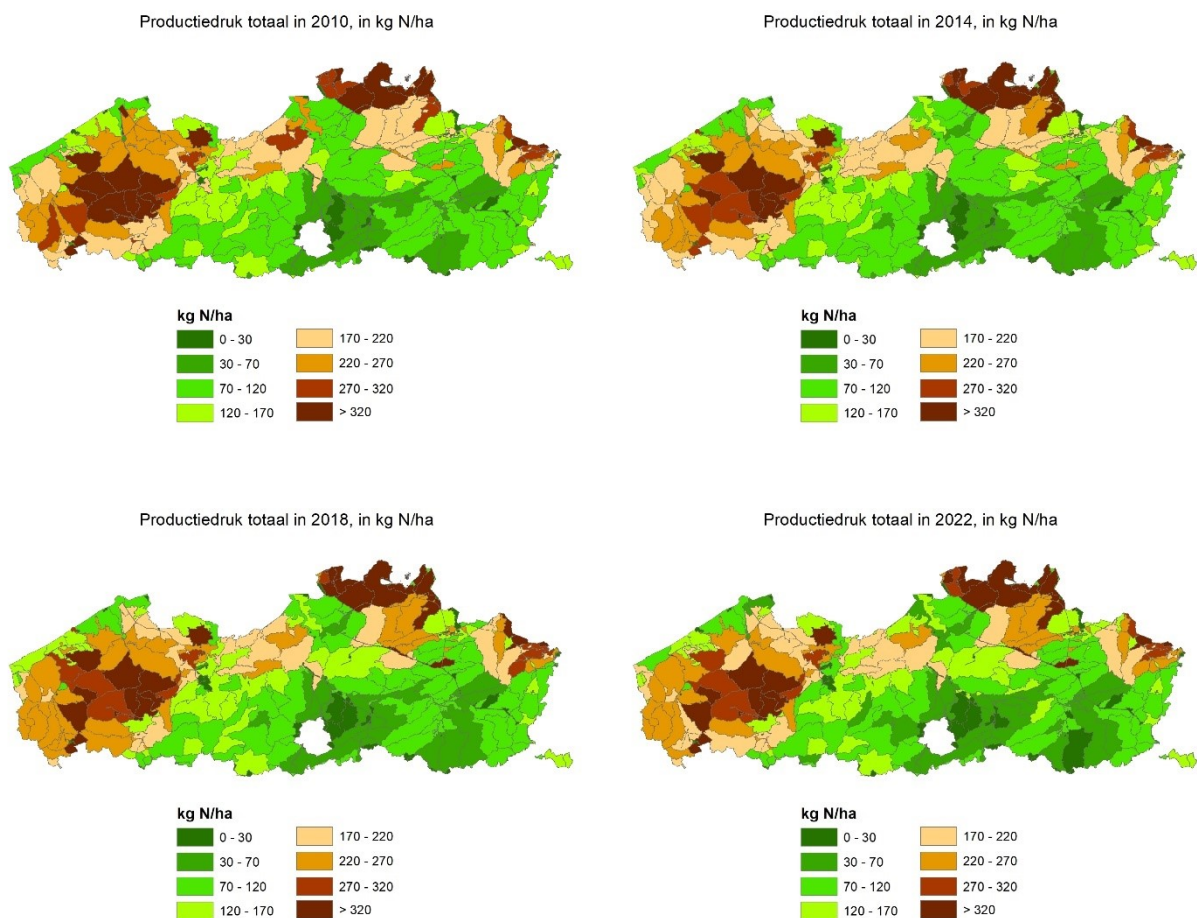 Productiedruk totaal in 2010, in kg N/ha
Productiedruk totaal in 2014, in kg N/ha
kg N/ha
0 - 30
170 - 220
30 - 70
220 - 270
70 - 120
270 - 320
120 - 170
> 320
kg N/ha
0 - 30
170 - 220
30 - 70
220 - 270
70 - 120
270 - 320
120 - 170
> 320
Productiedruk totaal in 2018, in kg N/ha
Productiedruk totaal in 2022, in kg N/ha
kg N/ha
0 - 30
170 - 220
30 - 70
220 - 270
70 - 120
270 - 320
120 - 170
> 320
kg N/ha
0 - 30
170 - 220
30 - 70
220 - 270
70 - 120
270 - 320
120 - 170
> 320